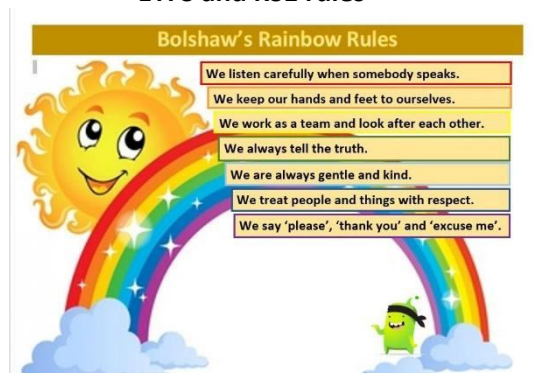 Bolshaw's Rainbow Rules
We listen carefully when somebody speaks.
We keep our hands and feet to ourselves.
We work as a team and look after each other.
We always tell the truth.
We are always gentle and kind.
We treat people and things with respect.
We say 'please', 'thank you' and 'excuse me'.